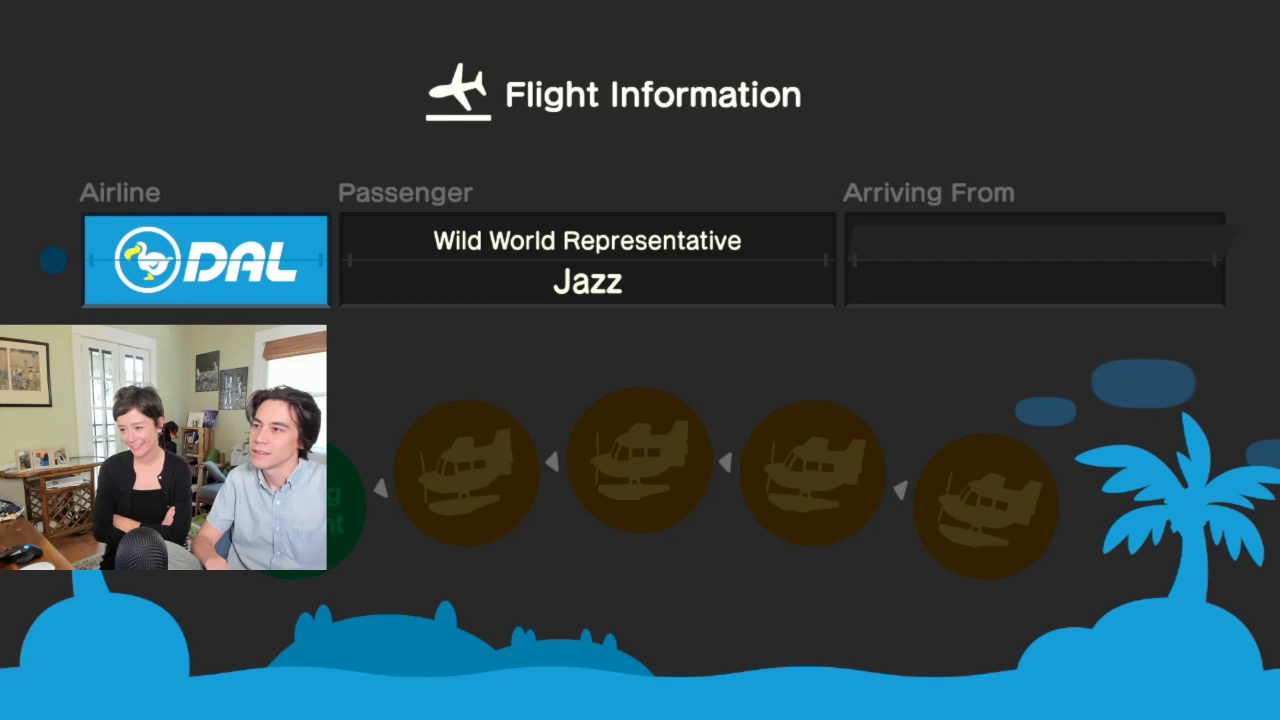 Flight Information
Airline
Passenger
Arriving From
DAL
Wild World Representative
Jazz